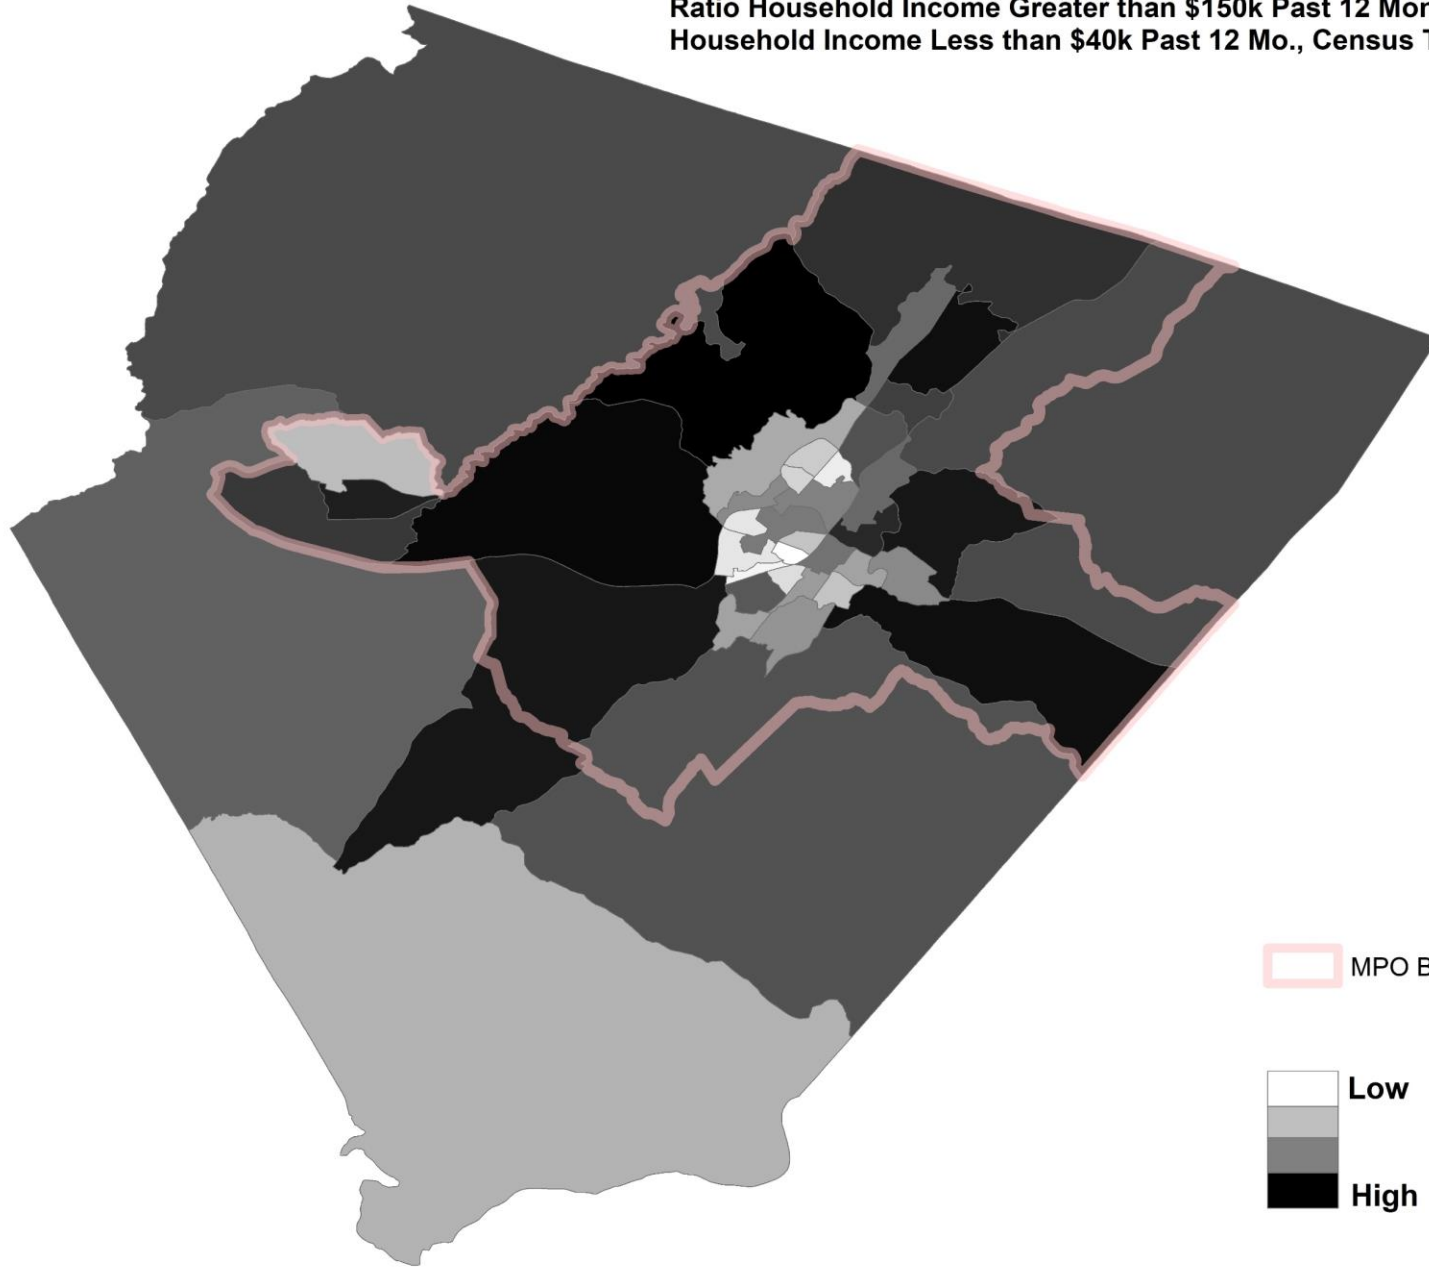 Ratio Household Income Greater than $150k Past 12
Household Income Less than $40k Past 12 Mo., Census
MPO
Low
High